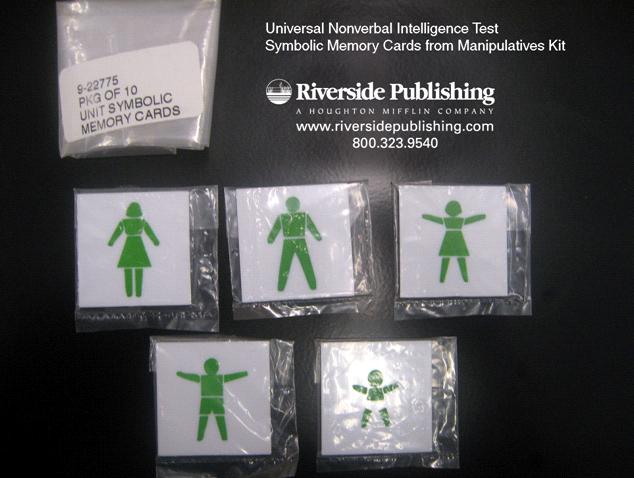 Universal Nonverbal Intelligence Test
Symbolic Memory Cards from Manipulatives Kit
Riverside Publishing
A HOUGHTON MIFFLIN COMPANY
www.riversidepublishing.com
800.323.9540
9-22775
PKG OF 10
UNIT SYMBOLIC
MEMORY CARDS